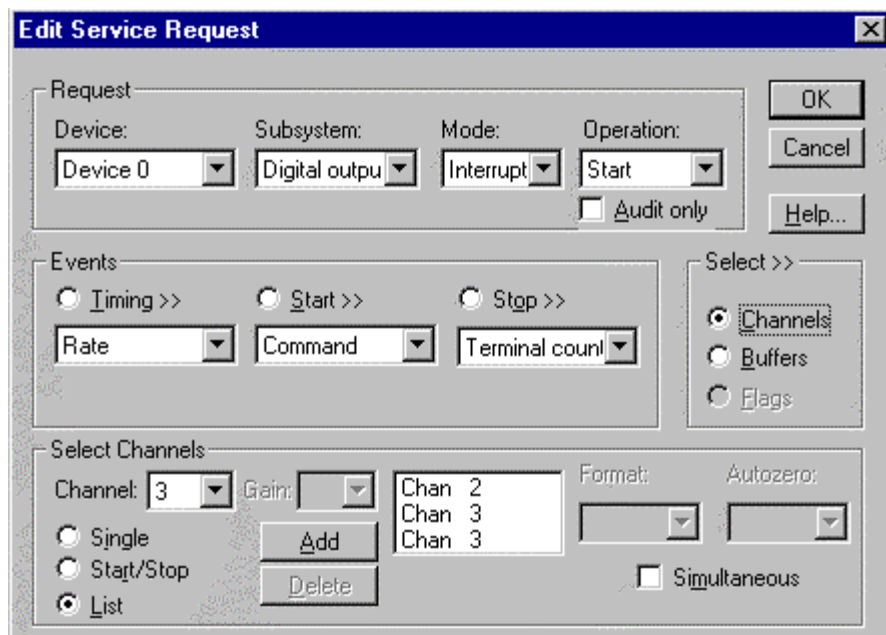 Edit Service Request
Request
OK
Device: Subsystem: Mode: Operation:
Cancel
Device 0 Digital outpu Interrupt Start
Audit only
Help...
Events
Select >>
Timing >> Start >> Stop >>
Channels
Rate Command Terminal count
Buffers
Flags
Select Channels
Channel: 3 Gain:
Chan 2
Chan 3
Chan 3
Format: Autozero:
Single
Add
Start/Stop
Delete
Simultaneous
List